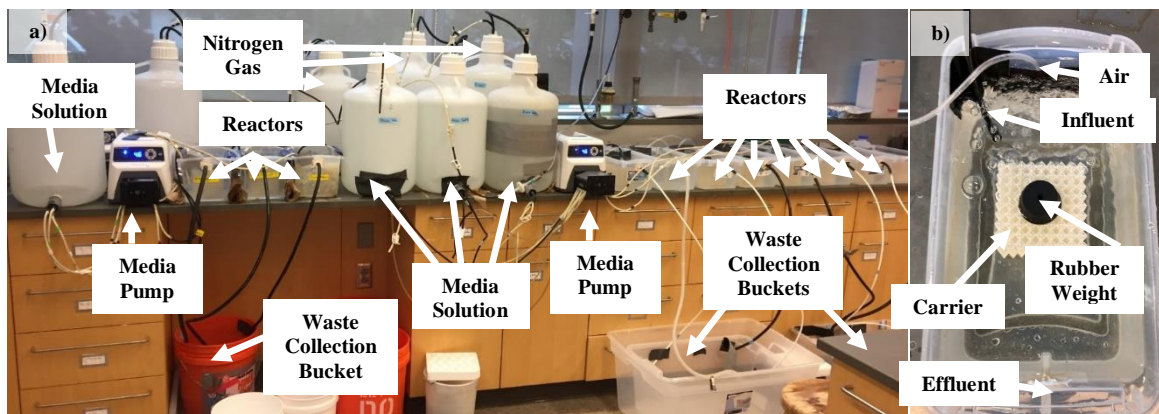 a)
Nitrogen
Gas
Media
Solution
Reactors
Reactors
Media
Pump
Waste
Collection
Bucket
Media
Solution
Media
Pump
Waste
Collection
Buckets
b)
Air
Influent
Carrier
Rubber
Weight
Effluent